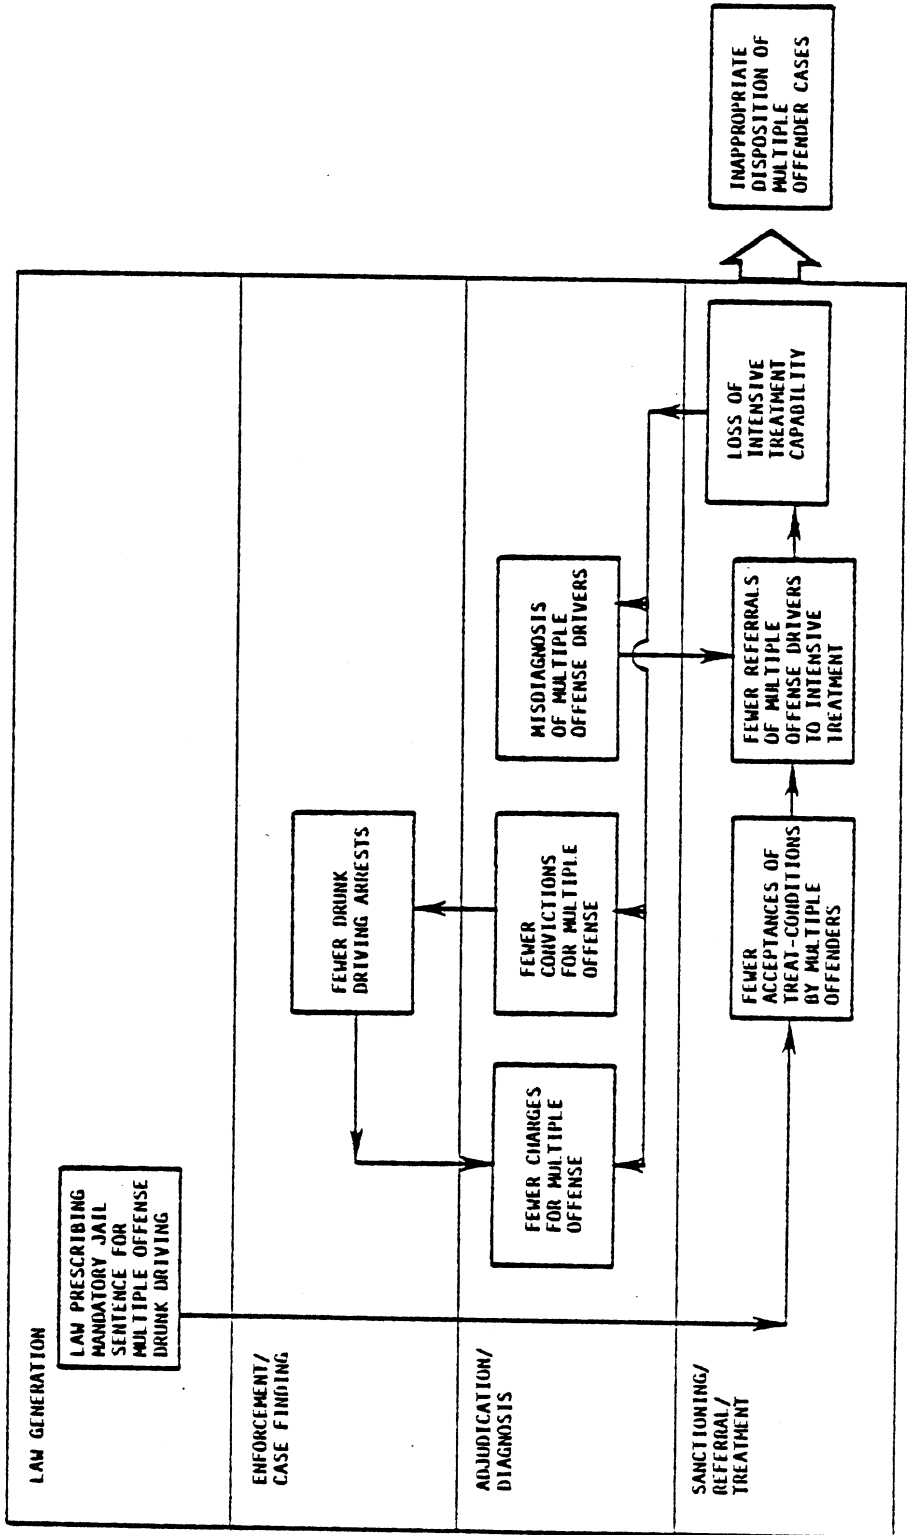 LAW GENERATION
LAW PRESCRIBING
MANDATORY JAIL
SENTENCE FOR
MULTIPLE OFFENSE
DRUNK DRIVING
ENFORCEMENT/
CASE FINDING
FEWER DRUNK
DRIVING ARRESTS
ADJUDICATION/
DIAGNOSIS
FEWER CHARGES
FOR MULTIPLE
OFFENSE
FEWER
CONVICTIONS
FOR MULTIPLE
OFFENSE
MISDIAGNOSIS
OF MULTIPLE
OFFENSE DRIVERS
SANCTIONING/
REFERRAL/
TREATMENT
FEWER
ACCEPTANCES OF
TREAT-CONDITIONS
BY MULTIPLE
OFFENDERS
FEWER REFERRALS
OF MULTIPLE
OFFENSE DRIVERS
TO INTENSIVE
TREATMENT
LOSS OF
INTENSIVE
TREATMENT
CAPABILITY
INAPPROPRIATE
DISPOSITION OF
MULTIPLE
OFFENDER CASES